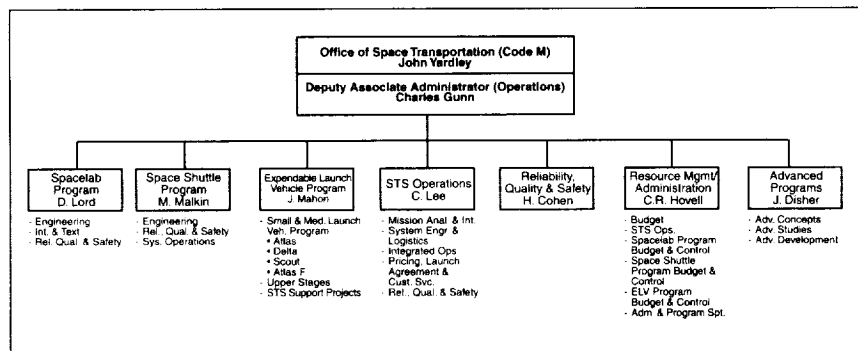 Office of Space Transportation (Code M)
John Yardley
Deputy Associate Administrator (Operations)
Charles Gunn
Spacelab
Program
D. Lord
- Engineering
- Int. & Text
- Rel. Qual. & Safety
Space Shuttle
Program
M. Malkin
- Engineering
- Rel., Qual. & Safety
- Sys. Operations
Expendable Launch
Vehicle Program
J. Mahon
- Small & Med. Launch
Veh. Program
• Atlas
• Delta
• Scout
• Atlas F
- Upper Stages
- STS Support Projects
STS Operations
C. Lee
- Mission Anal. & Int.
- System Engr. &
Logistics
- Integrated Ops
- Pricing, Launch
Agreement &
Cust. Svc.
- Rel., Qual. & Safety
Reliability,
Quality & Safety
H. Cohen
Resource Mgmt/
Administration
C.R. Hovell
- Budget
- STS Ops.
- Spacelab Program
Budget & Control
- Space Shuttle
Program Budget &
Control
- ELV Program
Budget & Control
- Adm. & Program Spt.
Advanced
Programs
J. Disher
- Adv. Concepts
- Adv. Studies
- Adv. Development